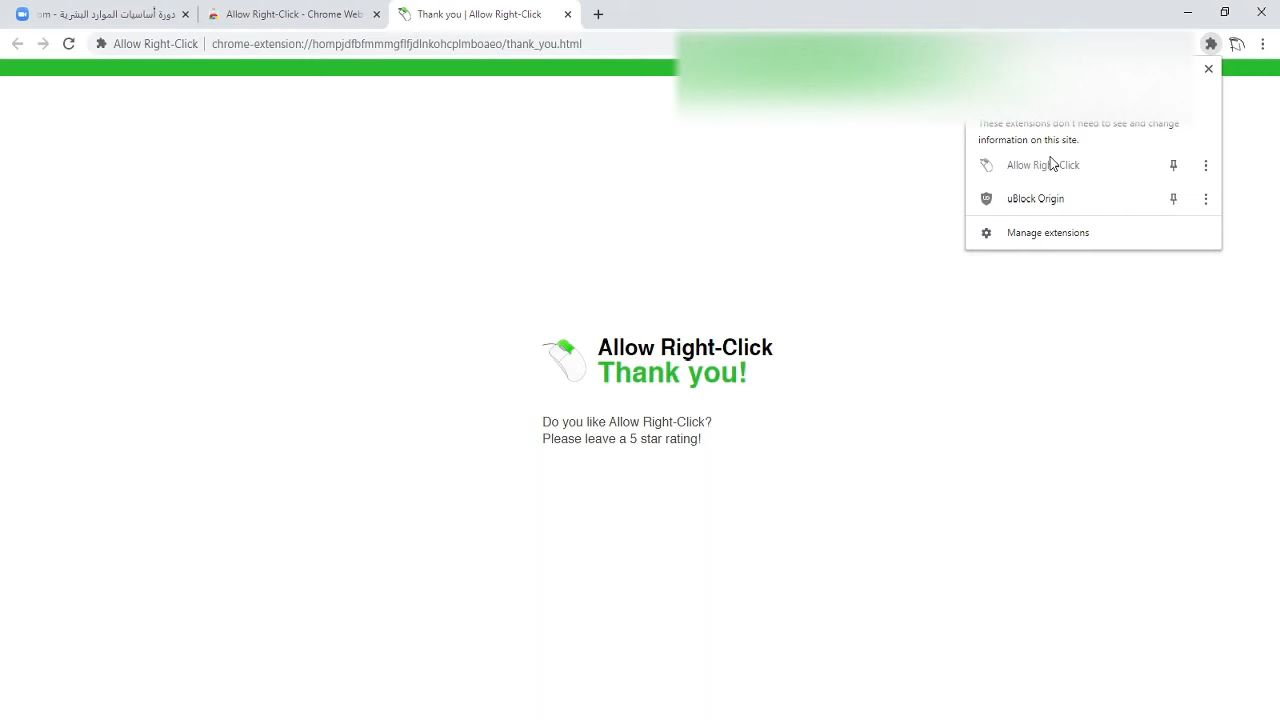 دورة أساسيات الموارد البشرية - om
Allow Right-Click - Chrome Web
Thank you | Allow Right-Click
Allow Right-Click
chrome-extension://hompjdfbfmmmgflfjdlnkohcplmboaeo/thank_you.html
These extensions don't need to see and change
information on this site.
Allow Right-Click
uBlock Origin
Manage extensions
Allow Right-Click
Thank you!
Do you like Allow Right-Click?
Please leave a 5 star rating!